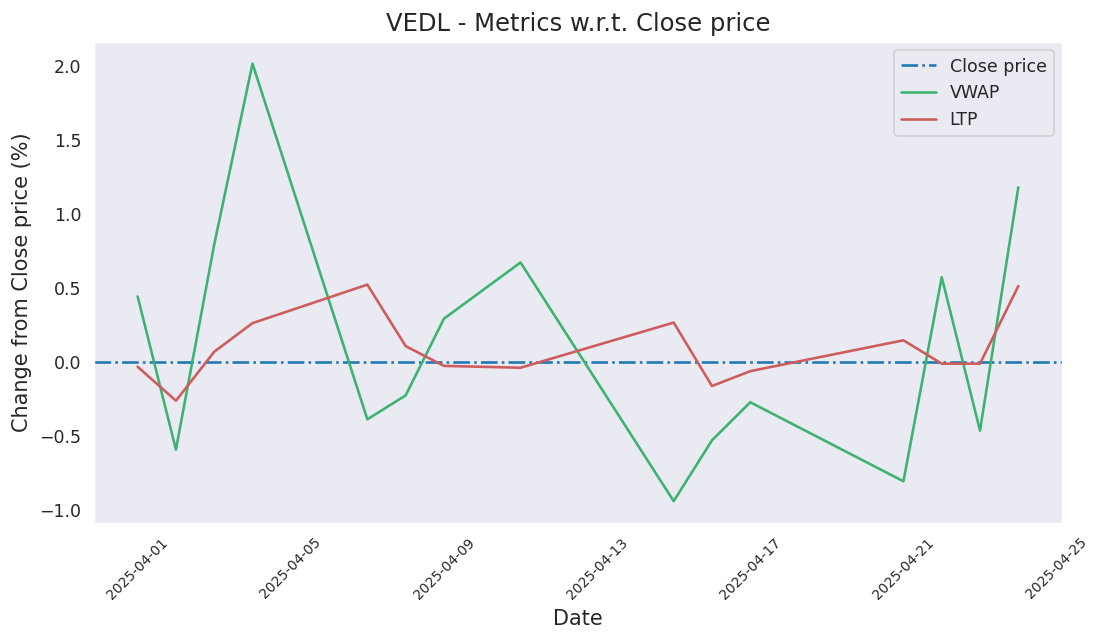 VEDL - Metrics w.r.t. Close price
Change from Close price (%)
2.0
1.5
1.0
0.5
0.0
−0.5
−1.0
Close price
VWAP
LTP
2025-04-01
2025-04-05
2025-04-09
2025-04-13
2025-04-17
2025-04-21
2025-04-25
Date